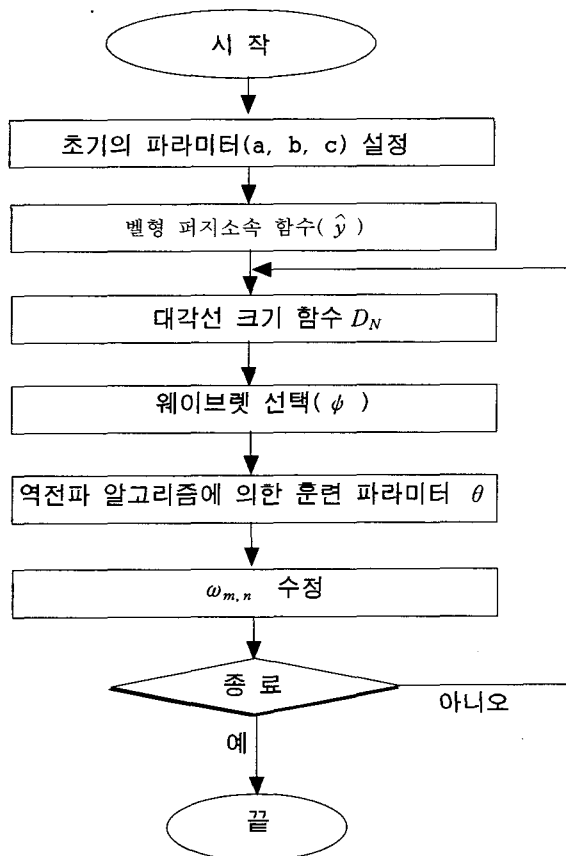 시 작
초기의 파라미터(a, b, c) 설정
벨형 퍼지소속 함수( ŷ )
대각선 크기 함수 D_N
웨이브렛 선택( ψ )
역전파 알고리즘에 의한 훈련 파라미터 θ
ω_{m, n} 수정
종 료
아니오
예
끝